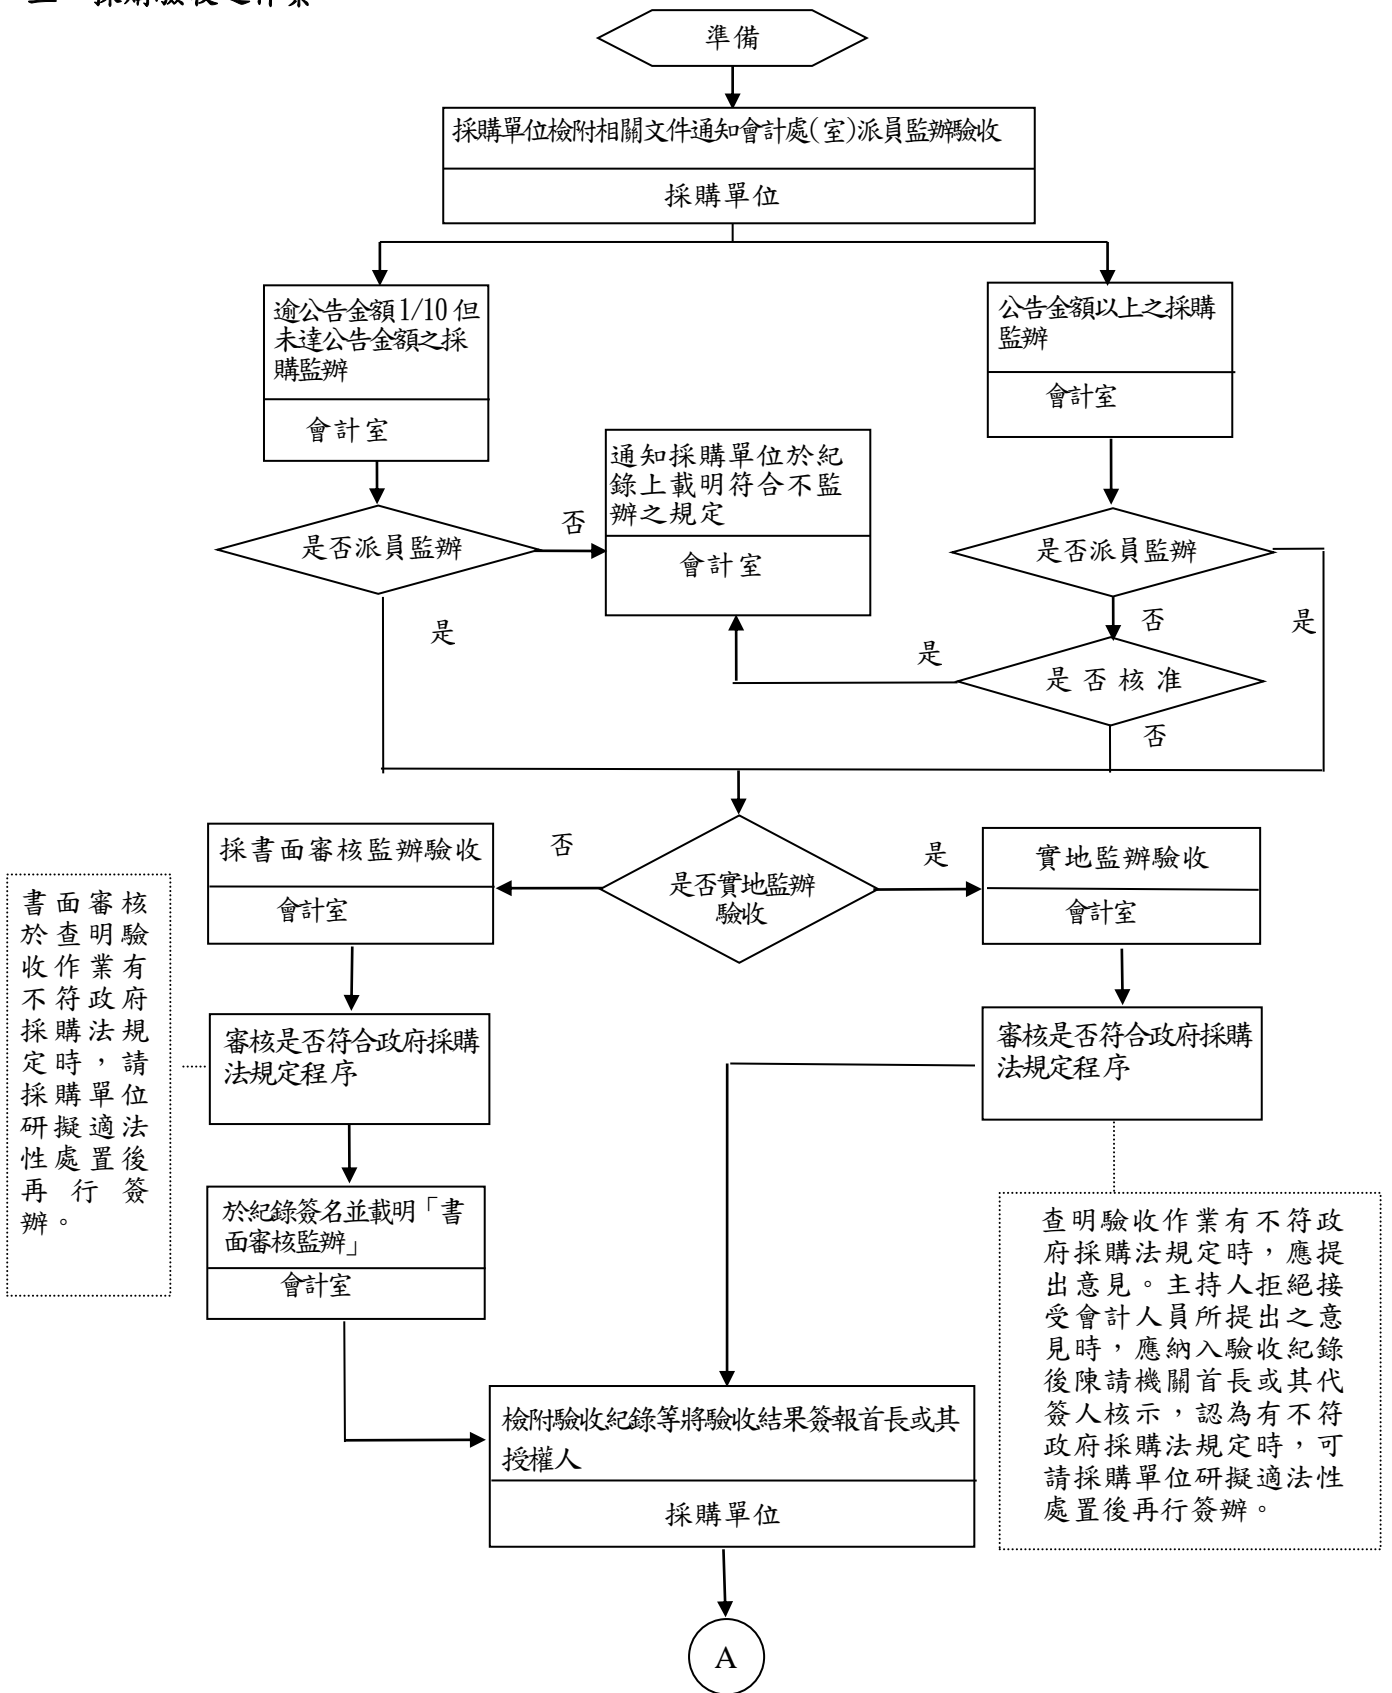 採購驗收之作業
準備
採購單位檢附相關文件通知會計處(室)派員監辦驗收
採購單位
逾公告金額1/10但
未達公告金額之採
購監辦
會計室
公告金額以上之採購
監辦
會計室
通知採購單位於紀
錄上載明符合不監
辦之規定
會計室
是否派員監辦
否
是
是否派員監辦
否
是
是否核准
是
否
是否實地監辦
驗收
否
是
採書面審核監辦驗收
會計室
實地監辦驗收
會計室
書面審核
於查明驗
收作業有
不符政府
採購法規
定時，請
採購單位
研擬適法
性處置後
再行簽
辦。
審核是否符合政府採購
法規定程序
審核是否符合政府採購
法規定程序
於紀錄簽名並載明「書
面審核監辦」
會計室
查明驗收作業有不符政
府採購法規定時，應提
出意見。主持人拒絕接
受會計人員所提出之意
見時，應納入驗收紀錄
後陳請機關首長或其代
簽人核示，認為有不符
政府採購法規定時，可
請採購單位研擬適法性
處置後再行簽辦。
檢附驗收紀錄等將驗收結果簽報首長或其
授權人
採購單位
A